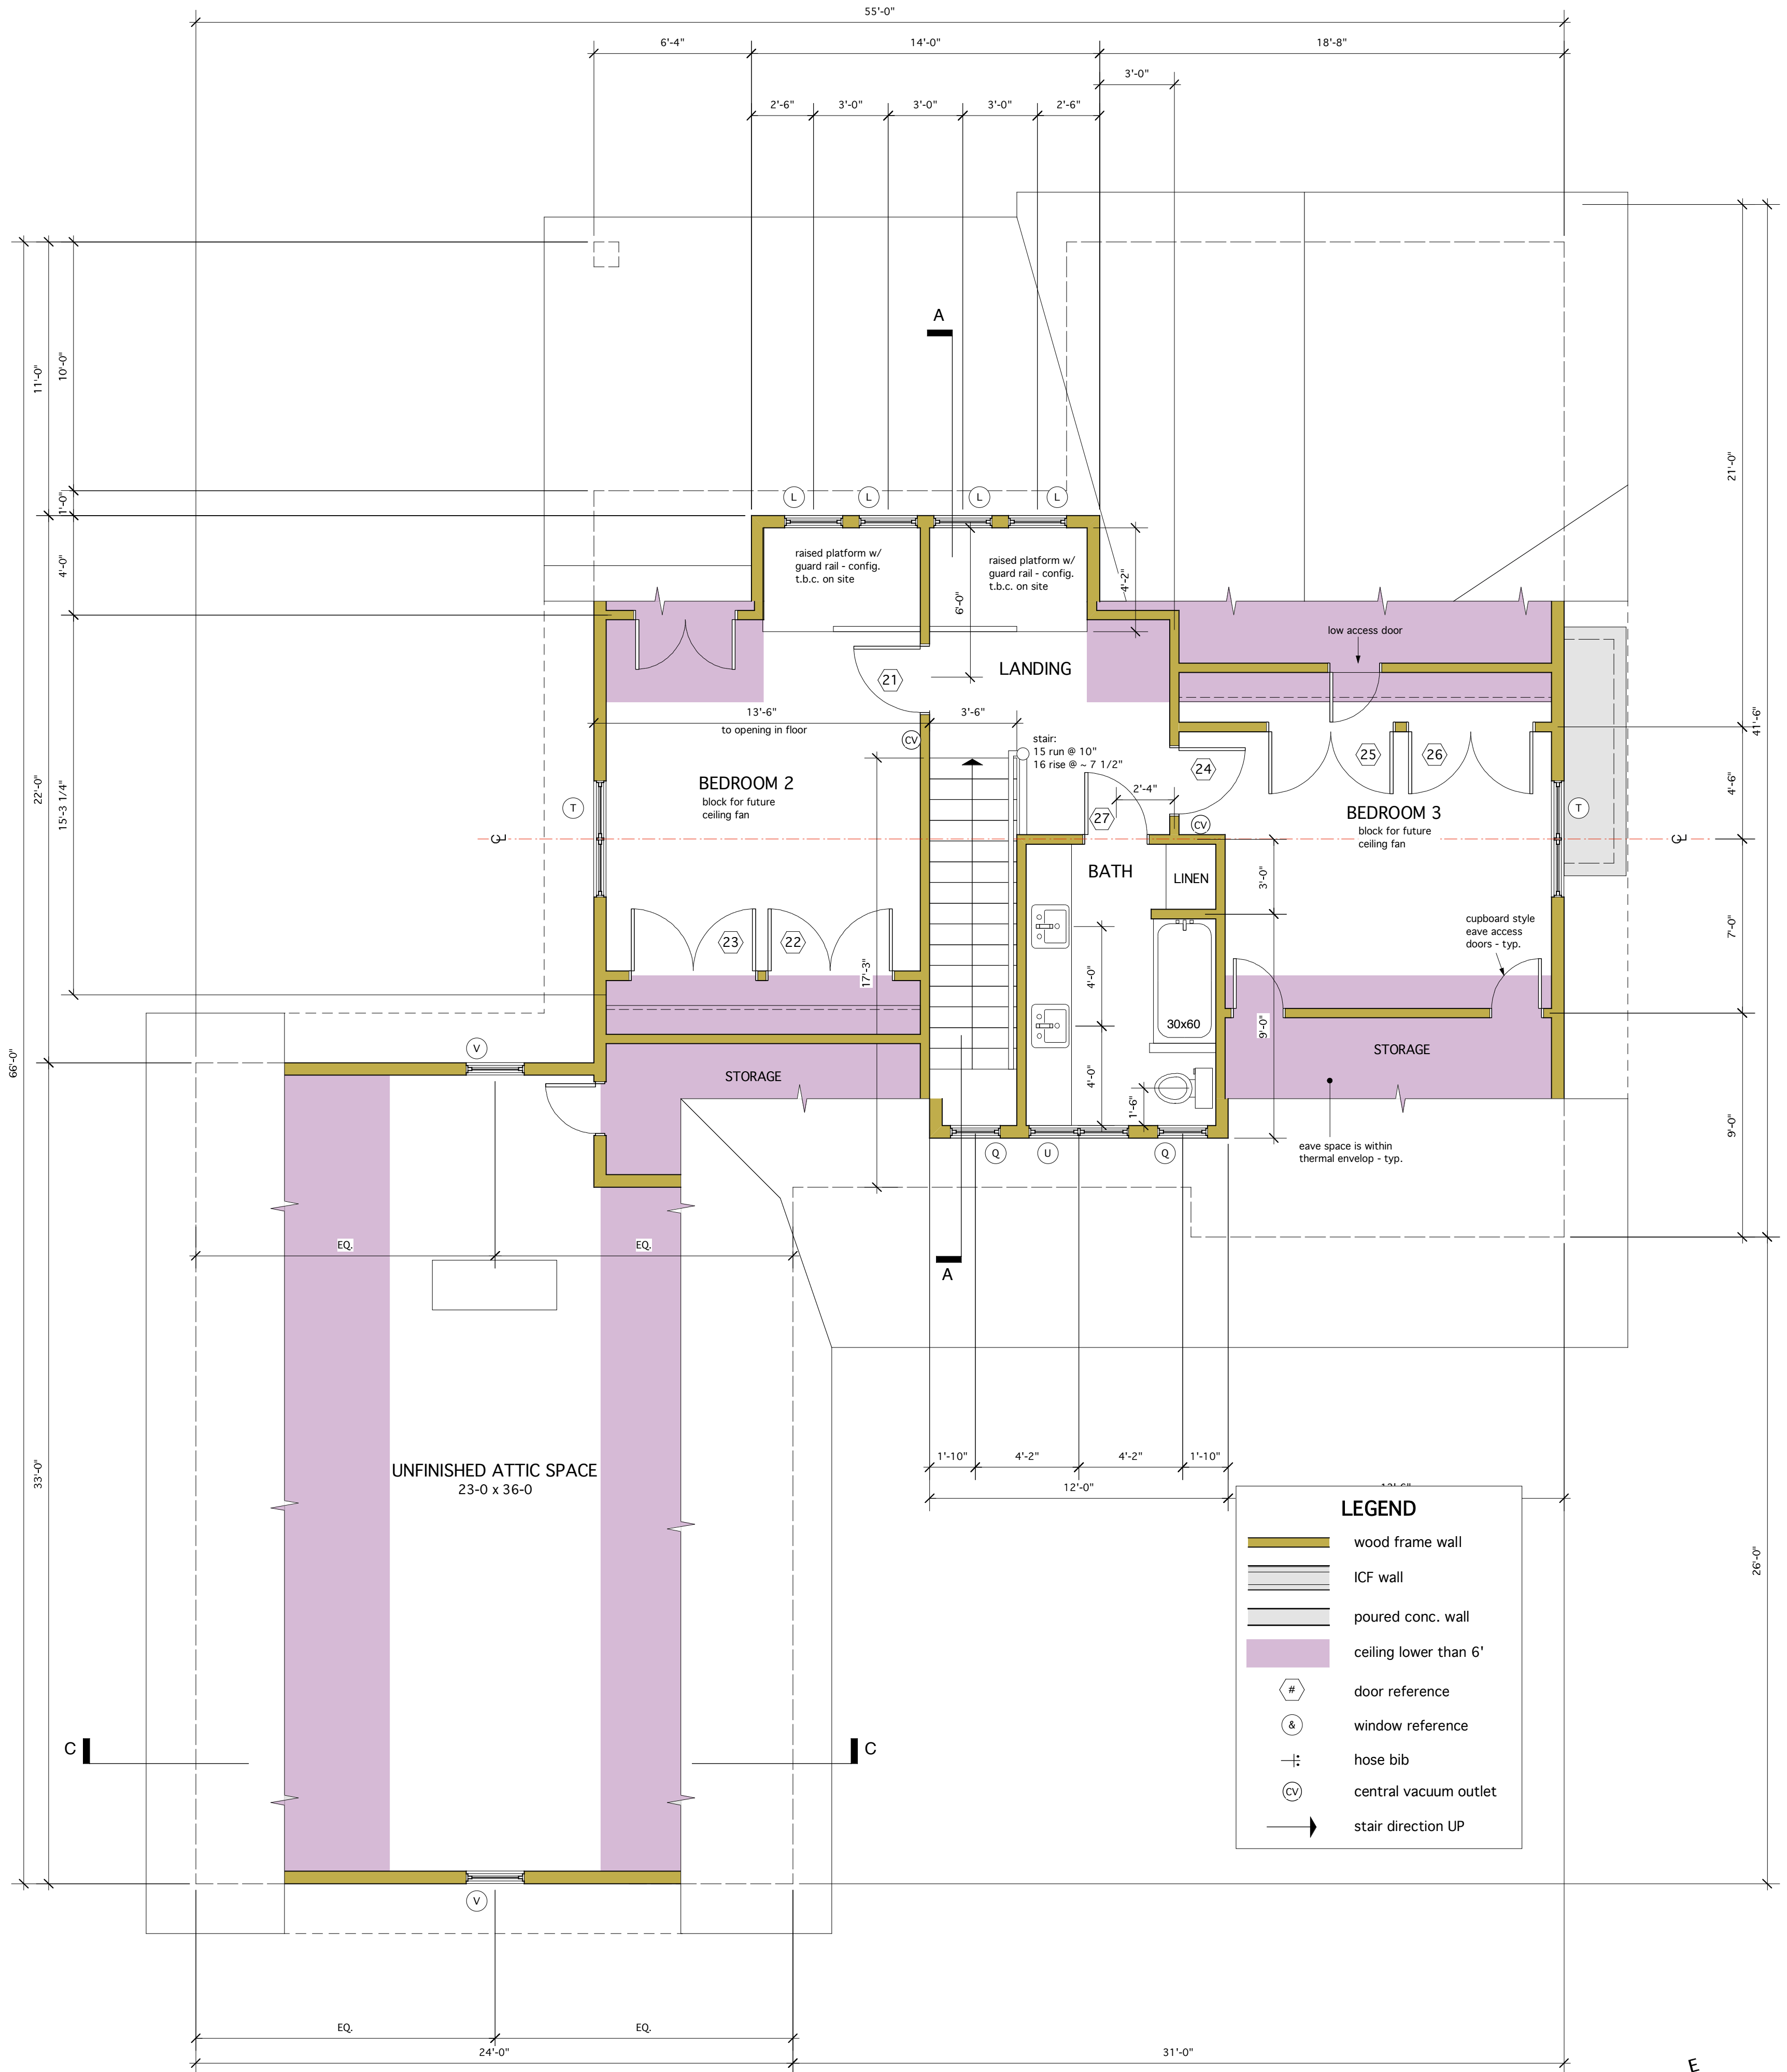 55'-0"
6'-4"
14'-0"
18'-8"
3'-0"
2'-6"
3'-0"
3'-0"
3'-0"
2'-6"
A
11'-0"
10'-0"
1'-0"
4'-0"
22'-0"
15'-3 1/4"
66'-0"
33'-0"
21'-0"
41'-6"
4'-6"
7'-0"
9'-0"
26'-0"
L
L
L
L
raised platform w/
guard rail - config.
t.b.c. on site
raised platform w/
guard rail - config.
t.b.c. on site
4'-2"
6'-0"
low access door
LANDING
21
13'-6"
to opening in floor
3'-6"
CV
stair:
15 run @ 10"
16 rise @ ~ 7 1/2"
24
25
26
BEDROOM 2
block for future
ceiling fan
2'-4"
27
CV
BEDROOM 3
block for future
ceiling fan
T
T
CL
CL
BATH
LINEN
3'-0"
23
22
17'-3"
cupboard style
eave access
doors - typ.
4'-0"
30x60
9'-0"
STORAGE
V
STORAGE
4'-0"
1'-6"
Q
U
Q
eave space is within
thermal envelop - typ.
EQ.
EQ.
A
1'-10"
4'-2"
4'-2"
1'-10"
12'-0"
UNFINISHED ATTIC SPACE
23-0 x 36-0
LEGEND
wood frame wall
ICF wall
poured conc. wall
ceiling lower than 6'
#
door reference
&
window reference
hose bib
CV
central vacuum outlet
stair direction UP
C
C
V
EQ.
EQ.
24'-0"
31'-0"
E